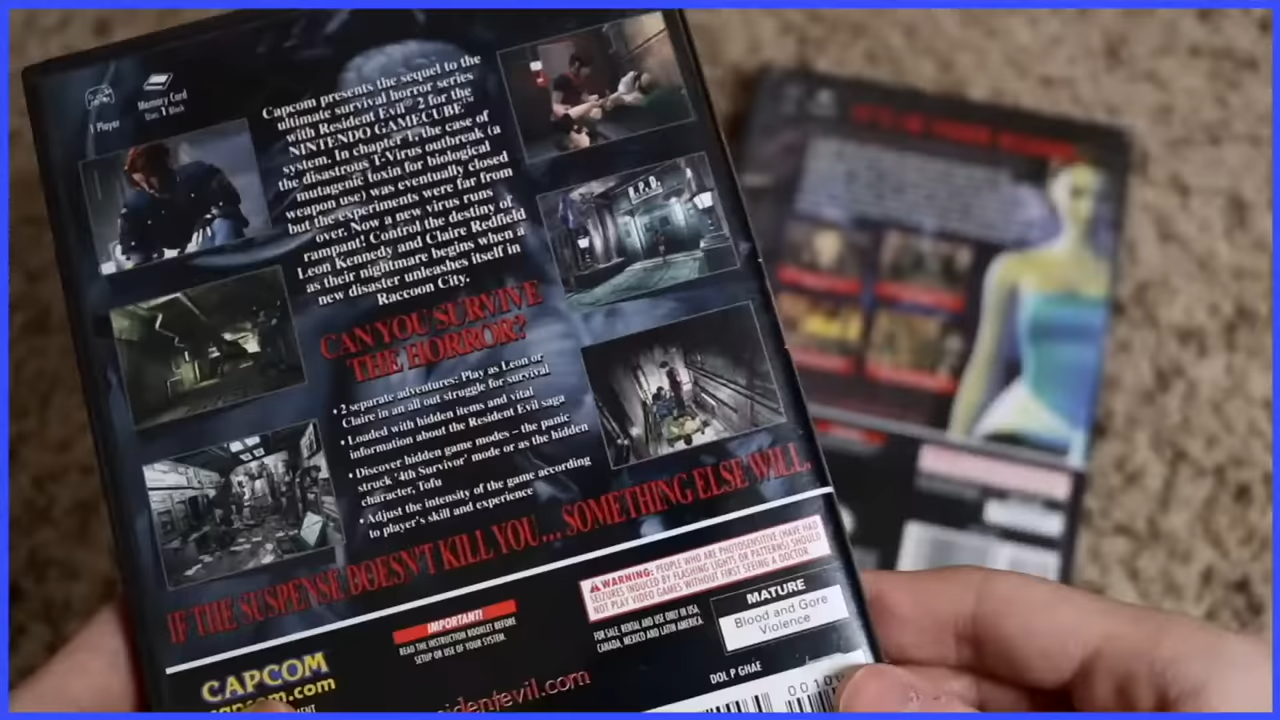 1 Player
Memory Card
Disc 1 Block
Capcom presents the sequel to the
ultimate survival horror series
with Resident Evil® 2 for the
NINTENDO GAMECUBE™
system. In chapter 1, the case of
the disastrous T-Virus outbreak (a
mutagenic toxin for biological
weapon use) was eventually closed
but the experiments were far from
over. Now a new virus runs
rampant! Control the destiny of
Leon Kennedy and Claire Redfield
as their nightmare begins when a
new disaster unleashes itself in
Raccoon City.
R.P.D.
CAN YOU SURVIVE
THE HORROR?
• 2 separate adventures: Play as Leon or
Claire in an all out struggle for survival
• Loaded with hidden items and vital
information about the Resident Evil saga
• Discover hidden game modes – the panic
struck '4th Survivor' mode or as the hidden
character, Tofu
• Adjust the intensity of the game according
to player's skill and experience
IF THE SUSPENSE DOESN'T KILL YOU... SOMETHING ELSE WILL.
WARNING: PEOPLE WHO ARE PHOTOSENSITIVE (HAVE HAD
SEIZURES INDUCED BY FLASHING LIGHTS OR PATTERNS) SHOULD
NOT PLAY VIDEO GAMES WITHOUT FIRST SEEING A DOCTOR.
IMPORTANT!
READ THE INSTRUCTION BOOKLET BEFORE
SETUP OR USE OF YOUR SYSTEM.
FOR SALE, RENTAL AND USE ONLY IN USA,
CANADA, MEXICO AND LATIN AMERICA.
MATURE
Blood and Gore
Violence
CAPCOM
capcom.com
identevil.com
DOL P GHAE